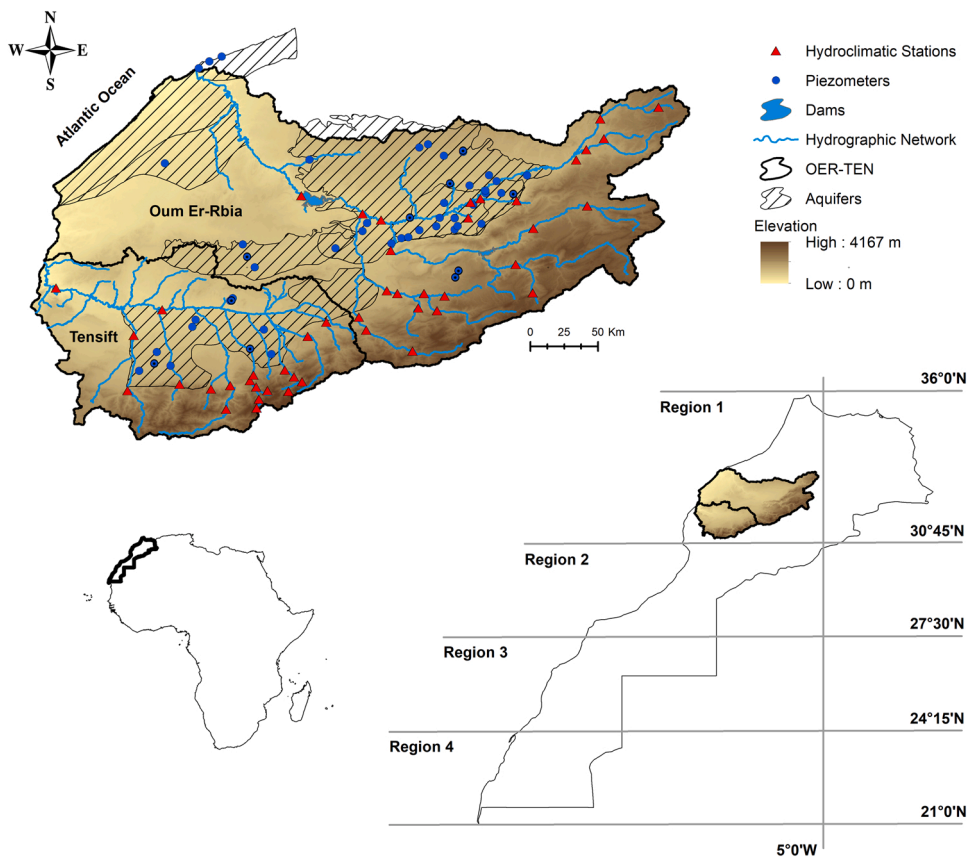 N
W E
S
Atlantic Ocean
Oum Er-Rbia
Tensift
Hydroclimatic Stations
Piezometers
Dams
Hydrographic Network
OER-TEN
Aquifers
Elevation
High : 4167 m
Low : 0 m
0 25 50 Km
Region 1
36°0'N
Region 2
30°45'N
Region 3
27°30'N
Region 4
24°15'N
21°0'N
5°0'W